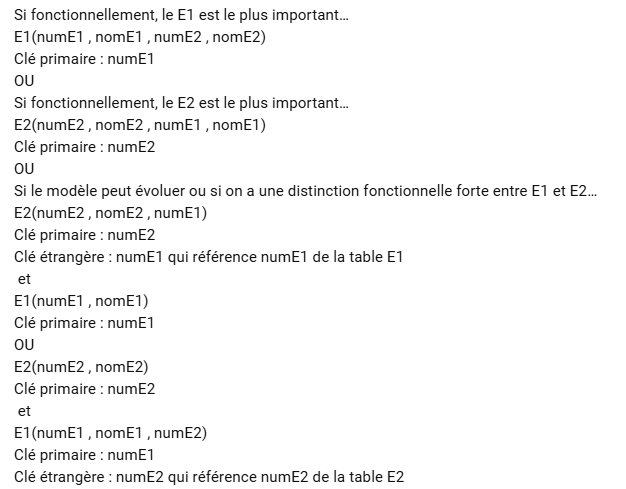 Si fonctionnellement, le E1 est le plus important…
E1(numE1 , nomE1 , numE2 , nomE2)
Clé primaire : numE1
OU
Si fonctionnellement, le E2 est le plus important…
E2(numE2 , nomE2 , numE1 , nomE1)
Clé primaire : numE2
OU
Si le modèle peut évoluer ou si on a une distinction fonctionnelle forte entre E1 et E2…
E2(numE2 , nomE2 , numE1)
Clé primaire : numE2
Clé étrangère : numE1 qui référence numE1 de la table E1
et
E1(numE1 , nomE1)
Clé primaire : numE1
OU
E2(numE2 , nomE2)
Clé primaire : numE2
et
E1(numE1 , nomE1 , numE2)
Clé primaire : numE1
Clé étrangère : numE2 qui référence numE2 de la table E2